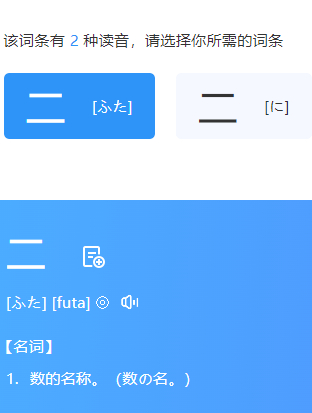 该词条有 2 种读音，请选择你所需的词条
二 [ふた] 二 [に]
二
[ふた] [futa] ⓪
【名词】
1. 数的名称。（数の名。）